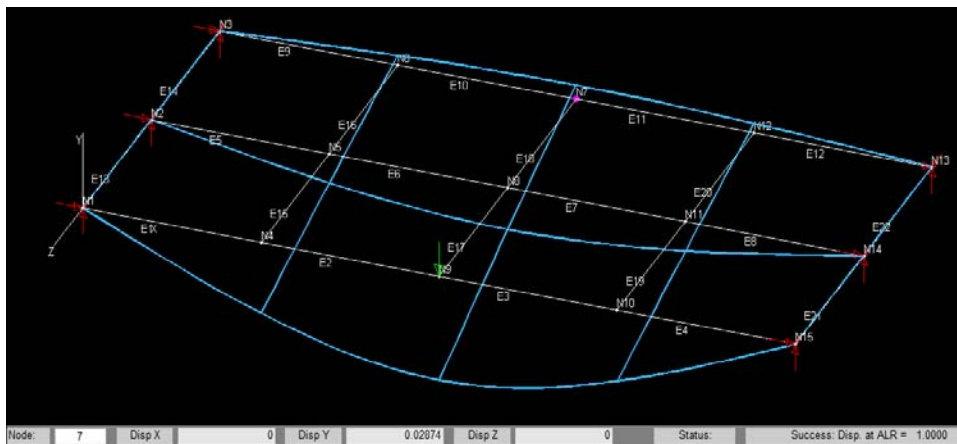 N3
E9
N6
E10
N7
E11
N12
E12
N13
E14
N2
E5
N5
E16
E6
E18
N8
E7
E20
N11
E8
N14
E22
Y
E13
N1
Z
E1X
E15
N4
E2
E17
N9
E3
E19
N10
E4
E21
N15
Node: 7 Disp X 0 Disp Y 0.02874 Disp Z 0 Status: Success: Disp. at ALR = 1.0000